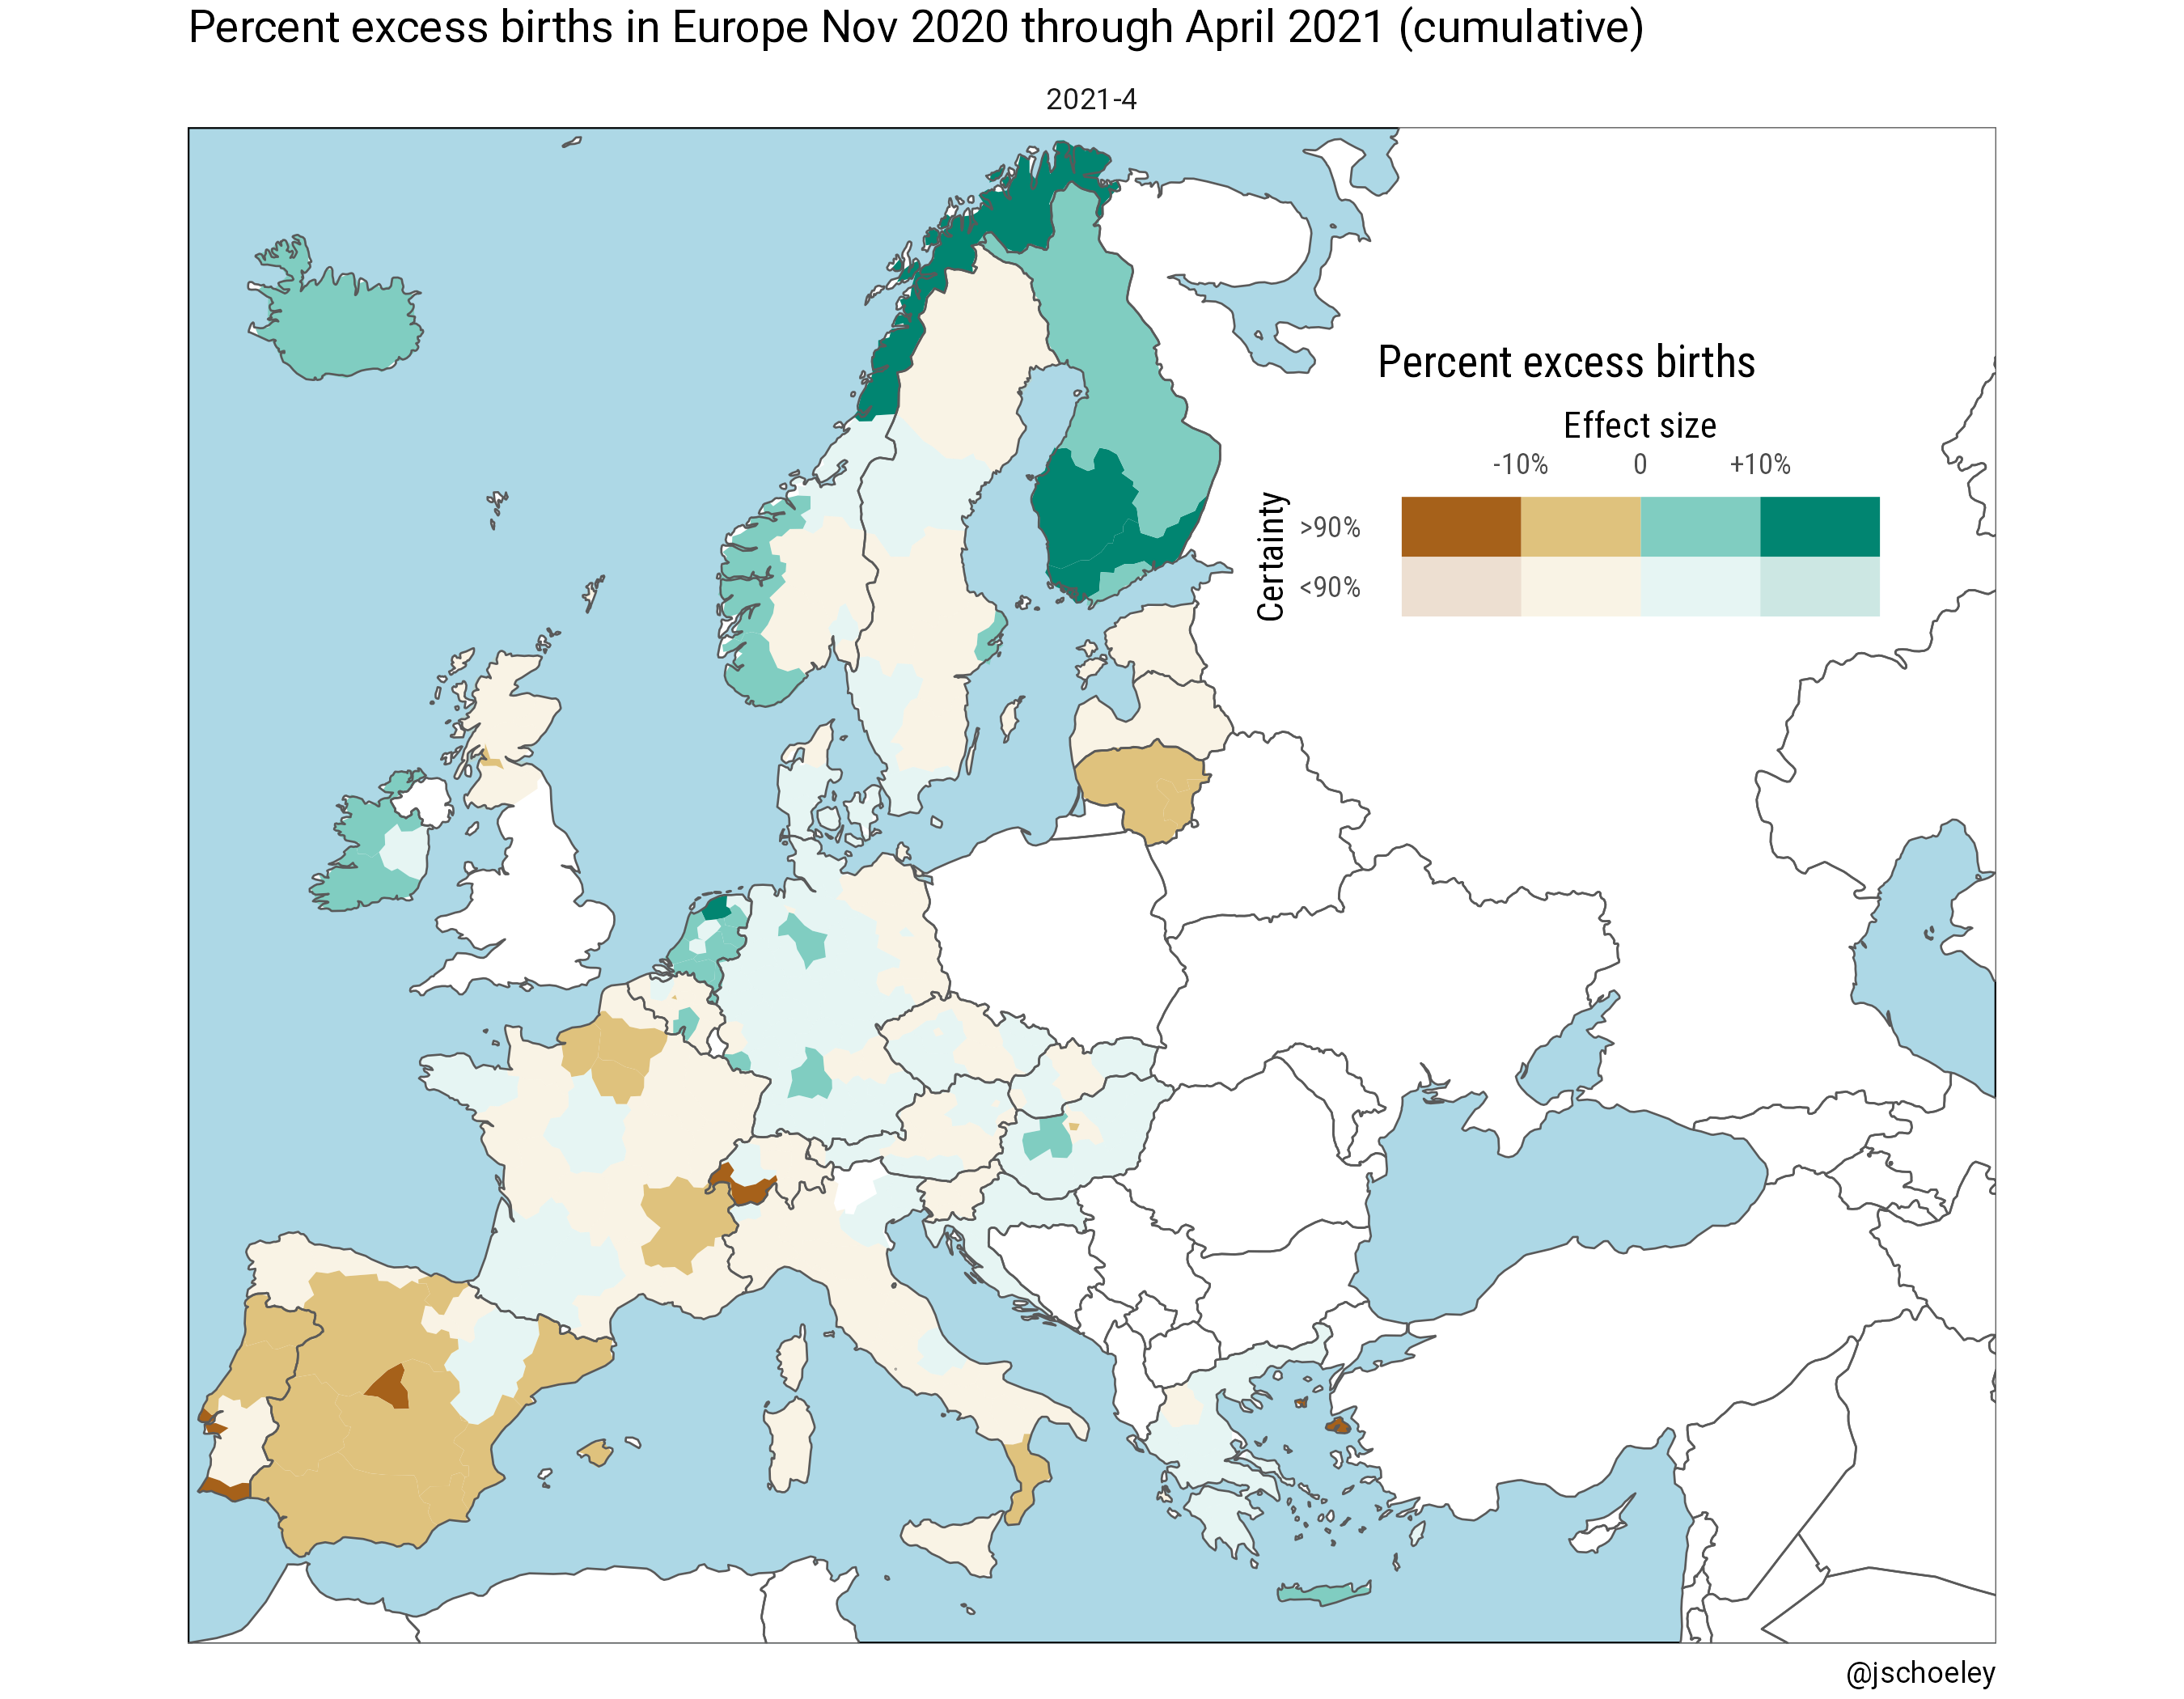 Percent excess births in Europe Nov 2020 through April 2021 (cumulative)
2021-4
Percent excess births
Effect size
-10% 0 +10%
Certainty
>90%
<90%
@jschoeley